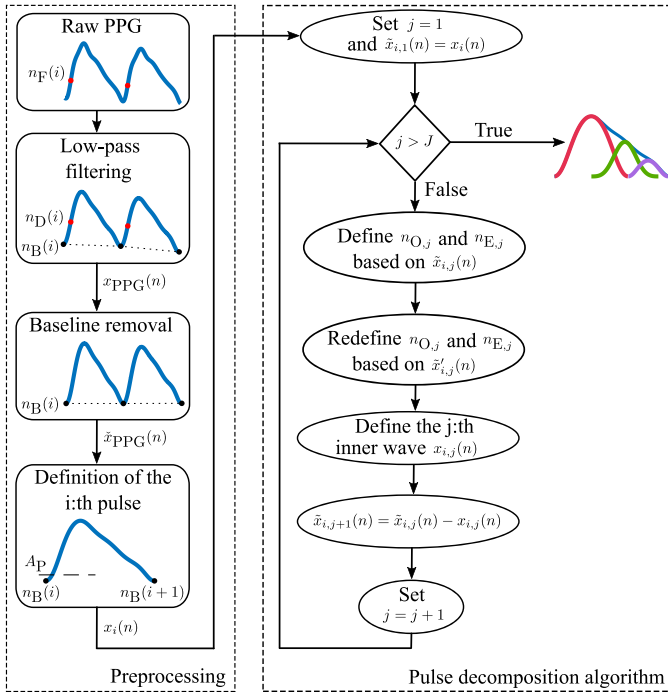 Raw PPG
n_F(i)
Low-pass
filtering
n_D(i)
n_B(i)
x_PPG(n)
Baseline removal
n_B(i)
x̌_PPG(n)
Definition of the
i:th pulse
A_P
n_B(i)
n_B(i+1)
x_i(n)
Preprocessing
Set j = 1
and x̃_{i,1}(n) = x_i(n)
j > J
True
False
Define n_{O,j} and n_{E,j}
based on x̃_{i,j}(n)
Redefine n_{O,j} and n_{E,j}
based on x̃′_{i,j}(n)
Define the j:th
inner wave x_{i,j}(n)
x̃_{i,j+1}(n) = x̃_{i,j}(n) − x_{i,j}(n)
Set
j = j + 1
Pulse decomposition algorithm